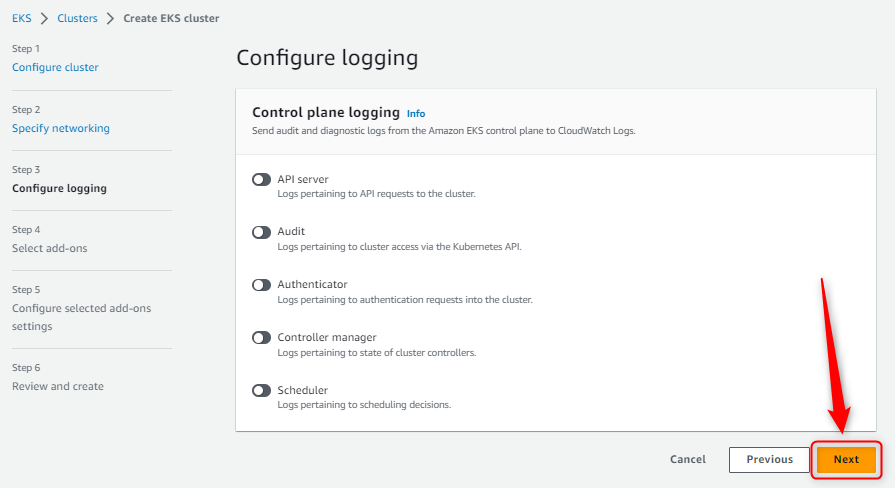 EKS > Clusters > Create EKS cluster
Step 1
Configure cluster
Step 2
Specify networking
Step 3
Configure logging
Step 4
Select add-ons
Step 5
Configure selected add-ons
settings
Step 6
Review and create
Configure logging
Control plane logging Info
Send audit and diagnostic logs from the Amazon EKS control plane to CloudWatch Logs.
API server
Logs pertaining to API requests to the cluster.
Audit
Logs pertaining to cluster access via the Kubernetes API.
Authenticator
Logs pertaining to authentication requests into the cluster.
Controller manager
Logs pertaining to state of cluster controllers.
Scheduler
Logs pertaining to scheduling decisions.
Cancel Previous Next